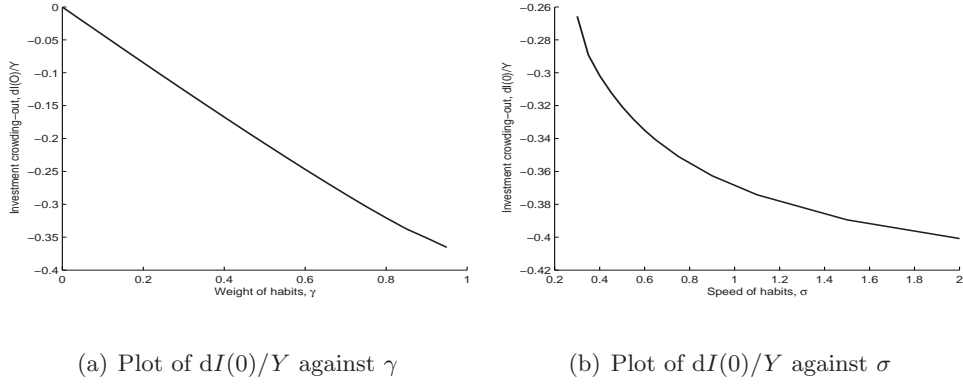 0
−0.05
−0.1
−0.15
−0.2
−0.25
−0.3
−0.35
−0.4
Investment crowding−out, dI(O)/Y
0 0.2 0.4 0.6 0.8 1
Weight of habits, γ
−0.26
−0.28
−0.3
−0.32
−0.34
−0.36
−0.38
−0.4
−0.42
Investment crowding−out, dI(0)/Y
0.2 0.4 0.6 0.8 1 1.2 1.4 1.6 1.8 2
Speed of habits, σ
(a) Plot of dI(0)/Y against γ
(b) Plot of dI(0)/Y against σ